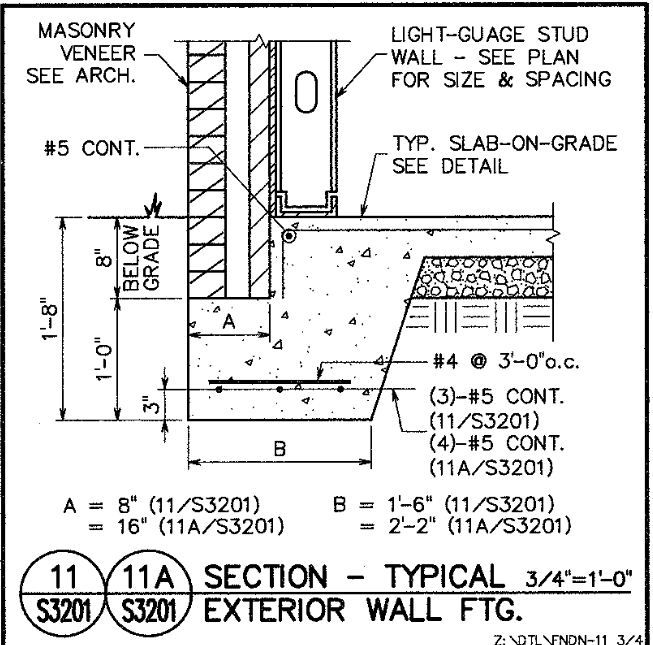 MASONRY
VENEER
SEE ARCH.
LIGHT-GUAGE STUD
WALL - SEE PLAN
FOR SIZE & SPACING
#5 CONT.
TYP. SLAB-ON-GRADE
SEE DETAIL
8"
BELOW
GRADE
1'-8"
1'-0"
A
#4 @ 3'-0"o.c.
3"
(3)-#5 CONT.
(11/S3201)
(4)-#5 CONT.
(11A/S3201)
B
A = 8" (11/S3201)
= 16" (11A/S3201)
B = 1'-6" (11/S3201)
= 2'-2" (11A/S3201)
11
S3201
11A
S3201
SECTION - TYPICAL 3/4"=1'-0"
EXTERIOR WALL FTG.
Z:\DTL\FNDN-11 3/4